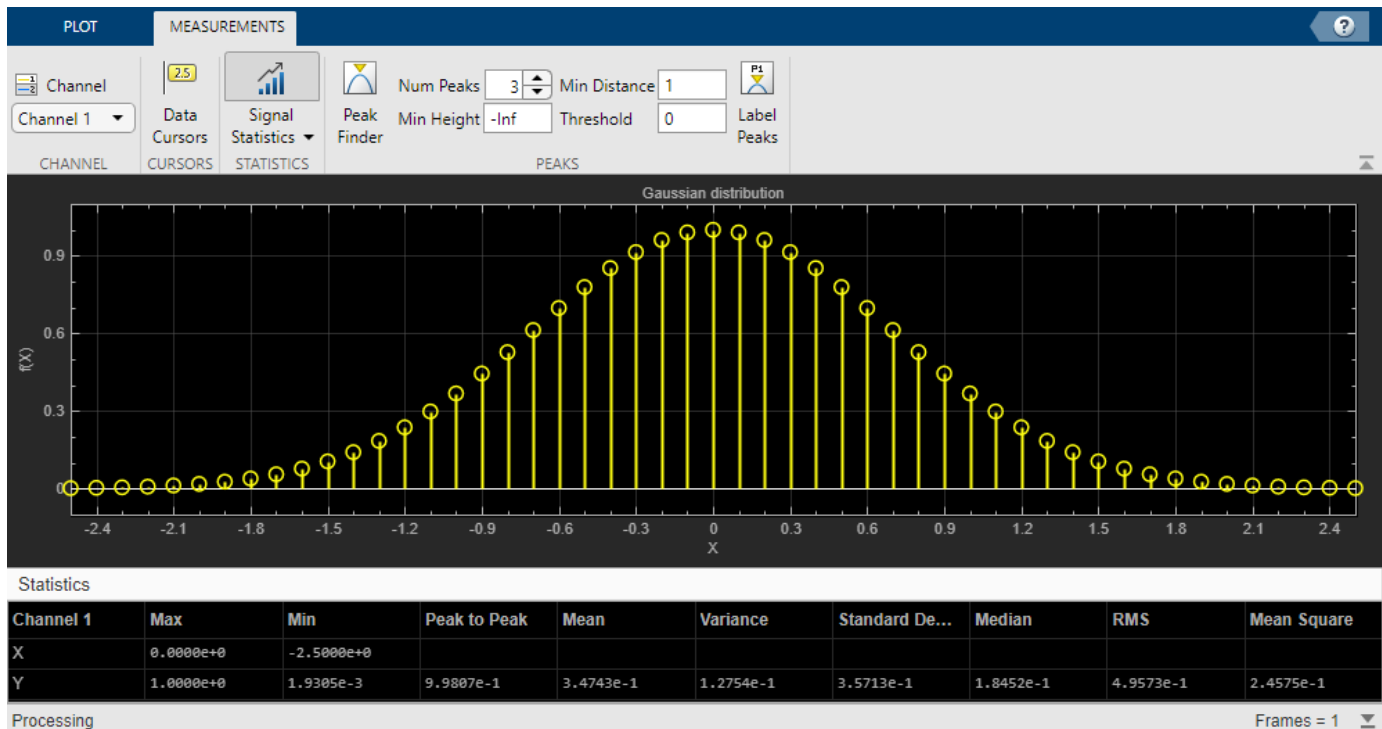 PLOT MEASUREMENTS ?
Channel
Channel 1
CHANNEL
2.5
Data
Cursors
CURSORS
Signal
Statistics
STATISTICS
Peak
Finder
Num Peaks 3 Min Distance 1
Min Height -Inf Threshold 0
P1
Label
Peaks
PEAKS
Gaussian distribution
0.9
0.6
0.3
0
f(X)
-2.4 -2.1 -1.8 -1.5 -1.2 -0.9 -0.6 -0.3 0 0.3 0.6 0.9 1.2 1.5 1.8 2.1 2.4
X
Statistics
Channel 1 Max Min Peak to Peak Mean Variance Standard De... Median RMS Mean Square
X 0.0000e+0 -2.5000e+0
Y 1.0000e+0 1.9305e-3 9.9807e-1 3.4743e-1 1.2754e-1 3.5713e-1 1.8452e-1 4.9573e-1 2.4575e-1
Processing Frames = 1